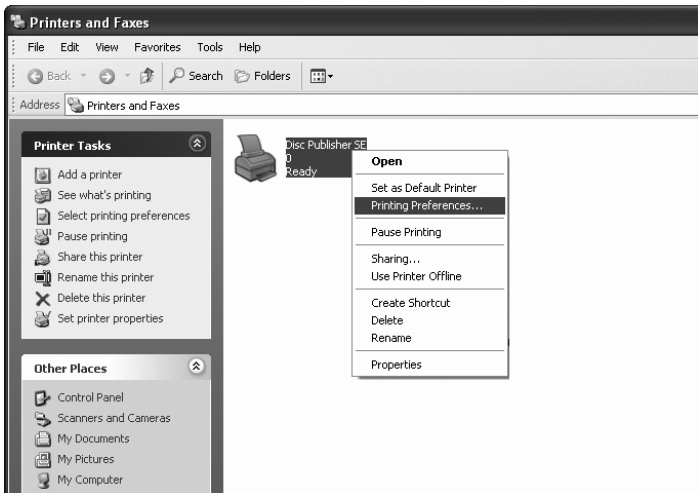 Printers and Faxes
File Edit View Favorites Tools Help
Back Search Folders
Address Printers and Faxes
Printer Tasks
Add a printer
See what's printing
Select printing preferences
Pause printing
Share this printer
Rename this printer
Delete this printer
Set printer properties
Other Places
Control Panel
Scanners and Cameras
My Documents
My Pictures
My Computer
Disc Publisher SE
0
Ready
Open
Set as Default Printer
Printing Preferences...
Pause Printing
Sharing...
Use Printer Offline
Create Shortcut
Delete
Rename
Properties